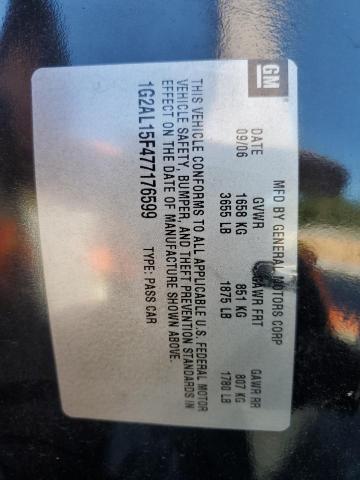 GM
MFD BY GENERAL MOTORS CORP
DATE GVWR GAWR FRT GAWR RR
09/06 1658 KG 851 KG 807 KG
3655 LB 1875 LB 1780 LB
THIS VEHICLE CONFORMS TO ALL APPLICABLE U.S. FEDERAL MOTOR
VEHICLE SAFETY, BUMPER, AND THEFT PREVENTION STANDARDS IN
EFFECT ON THE DATE OF MANUFACTURE SHOWN ABOVE.
1G2AL15F477176599 TYPE: PASS CAR